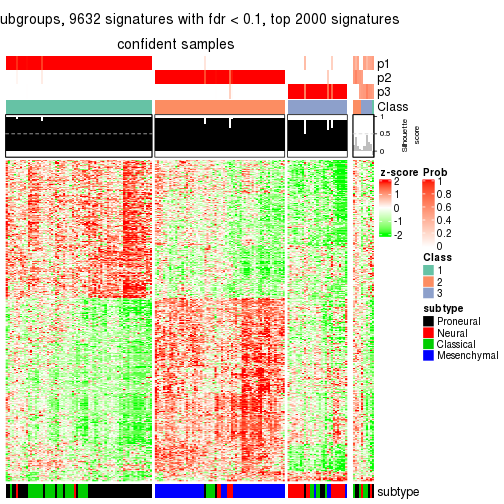 ubgroups, 9632 signatures with fdr < 0.1, top 2000 signatures
confident samples
p1
p2
p3
Class
1
0.5
0
Silhouette
score
z-score
2
1
0
-1
-2
Prob
1
0.8
0.6
0.4
0.2
0
Class
1
2
3
subtype
Proneural
Neural
Classical
Mesenchymal
subtype